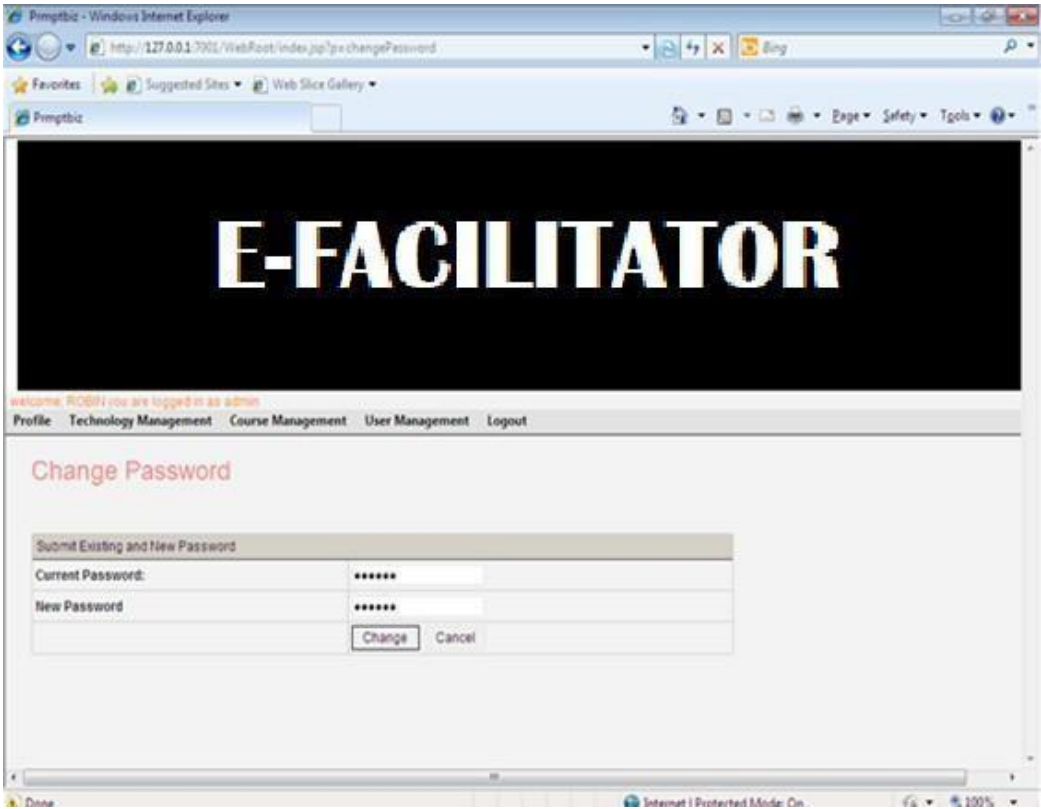 Prmptbiz - Windows Internet Explorer
http://127.0.0.1:7001/WebRoot/index.jsp?p=changePassword
Bing
Favorites Suggested Sites Web Slice Gallery
Prmptbiz Page Safety Tools
E-FACILITATOR
welcome, ROBIN you are logged in as admin
Profile Technology Management Course Management User Management Logout
Change Password
Submit Existing and New Password
Current Password: ••••••
New Password ••••••
Change Cancel
Done Internet | Protected Mode: On 100%